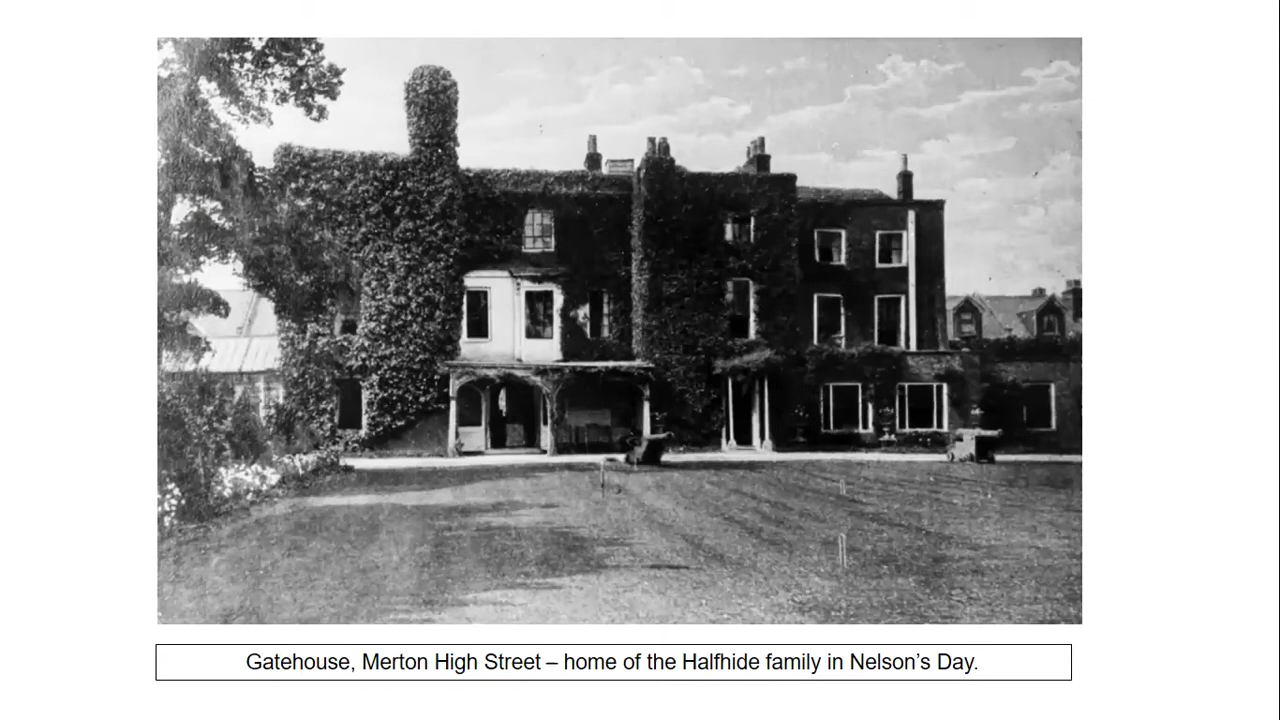 Gatehouse, Merton High Street – home of the Halfhide family in Nelson’s Day.